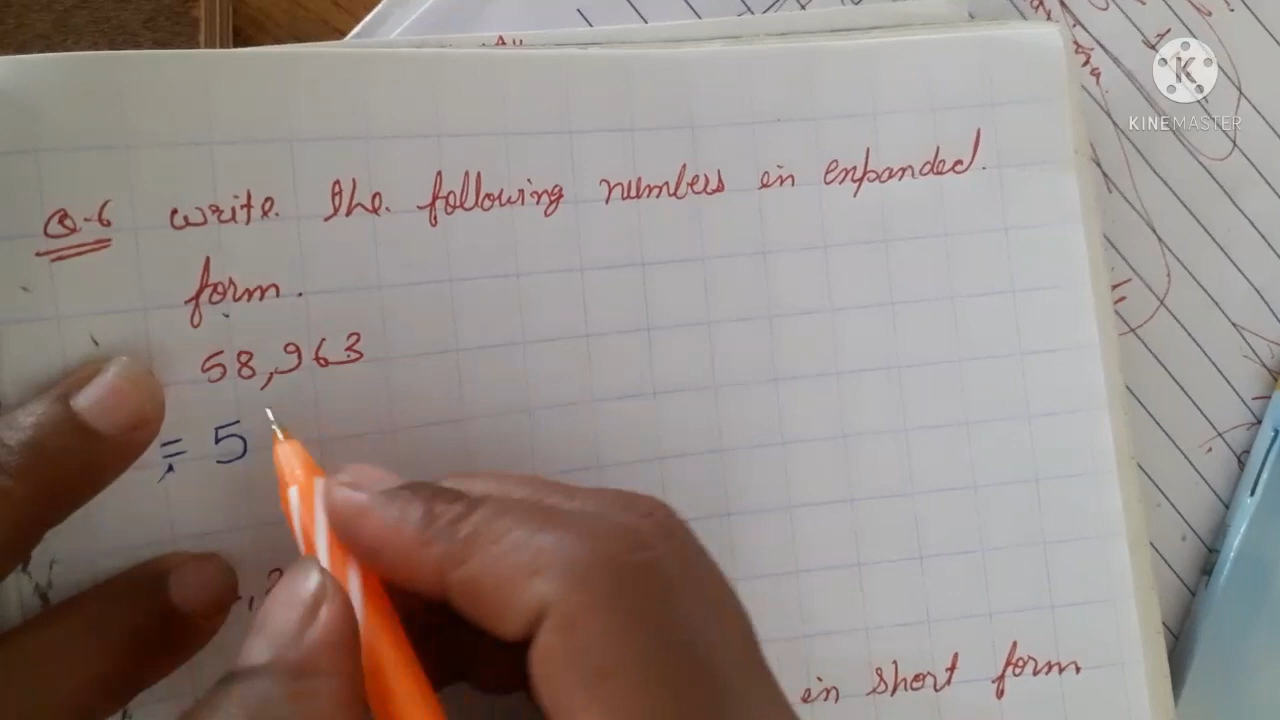 Q-6 write the following numbers in expanded
form.
58,963
= 5
in short form
K
KINEMASTER